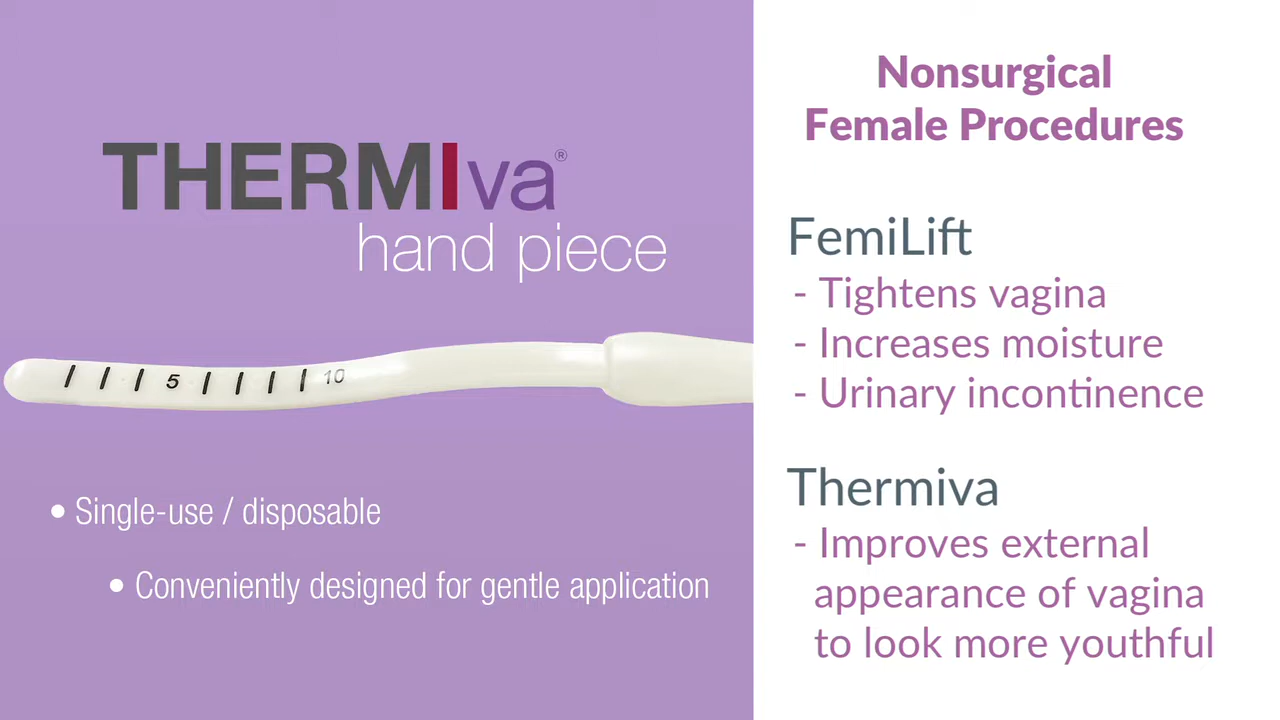 THERMIva®
hand piece
5 10
• Single-use / disposable
• Conveniently designed for gentle application
Nonsurgical
Female Procedures
FemiLift
- Tightens vagina
- Increases moisture
- Urinary incontinence
Thermiva
- Improves external
appearance of vagina
to look more youthful